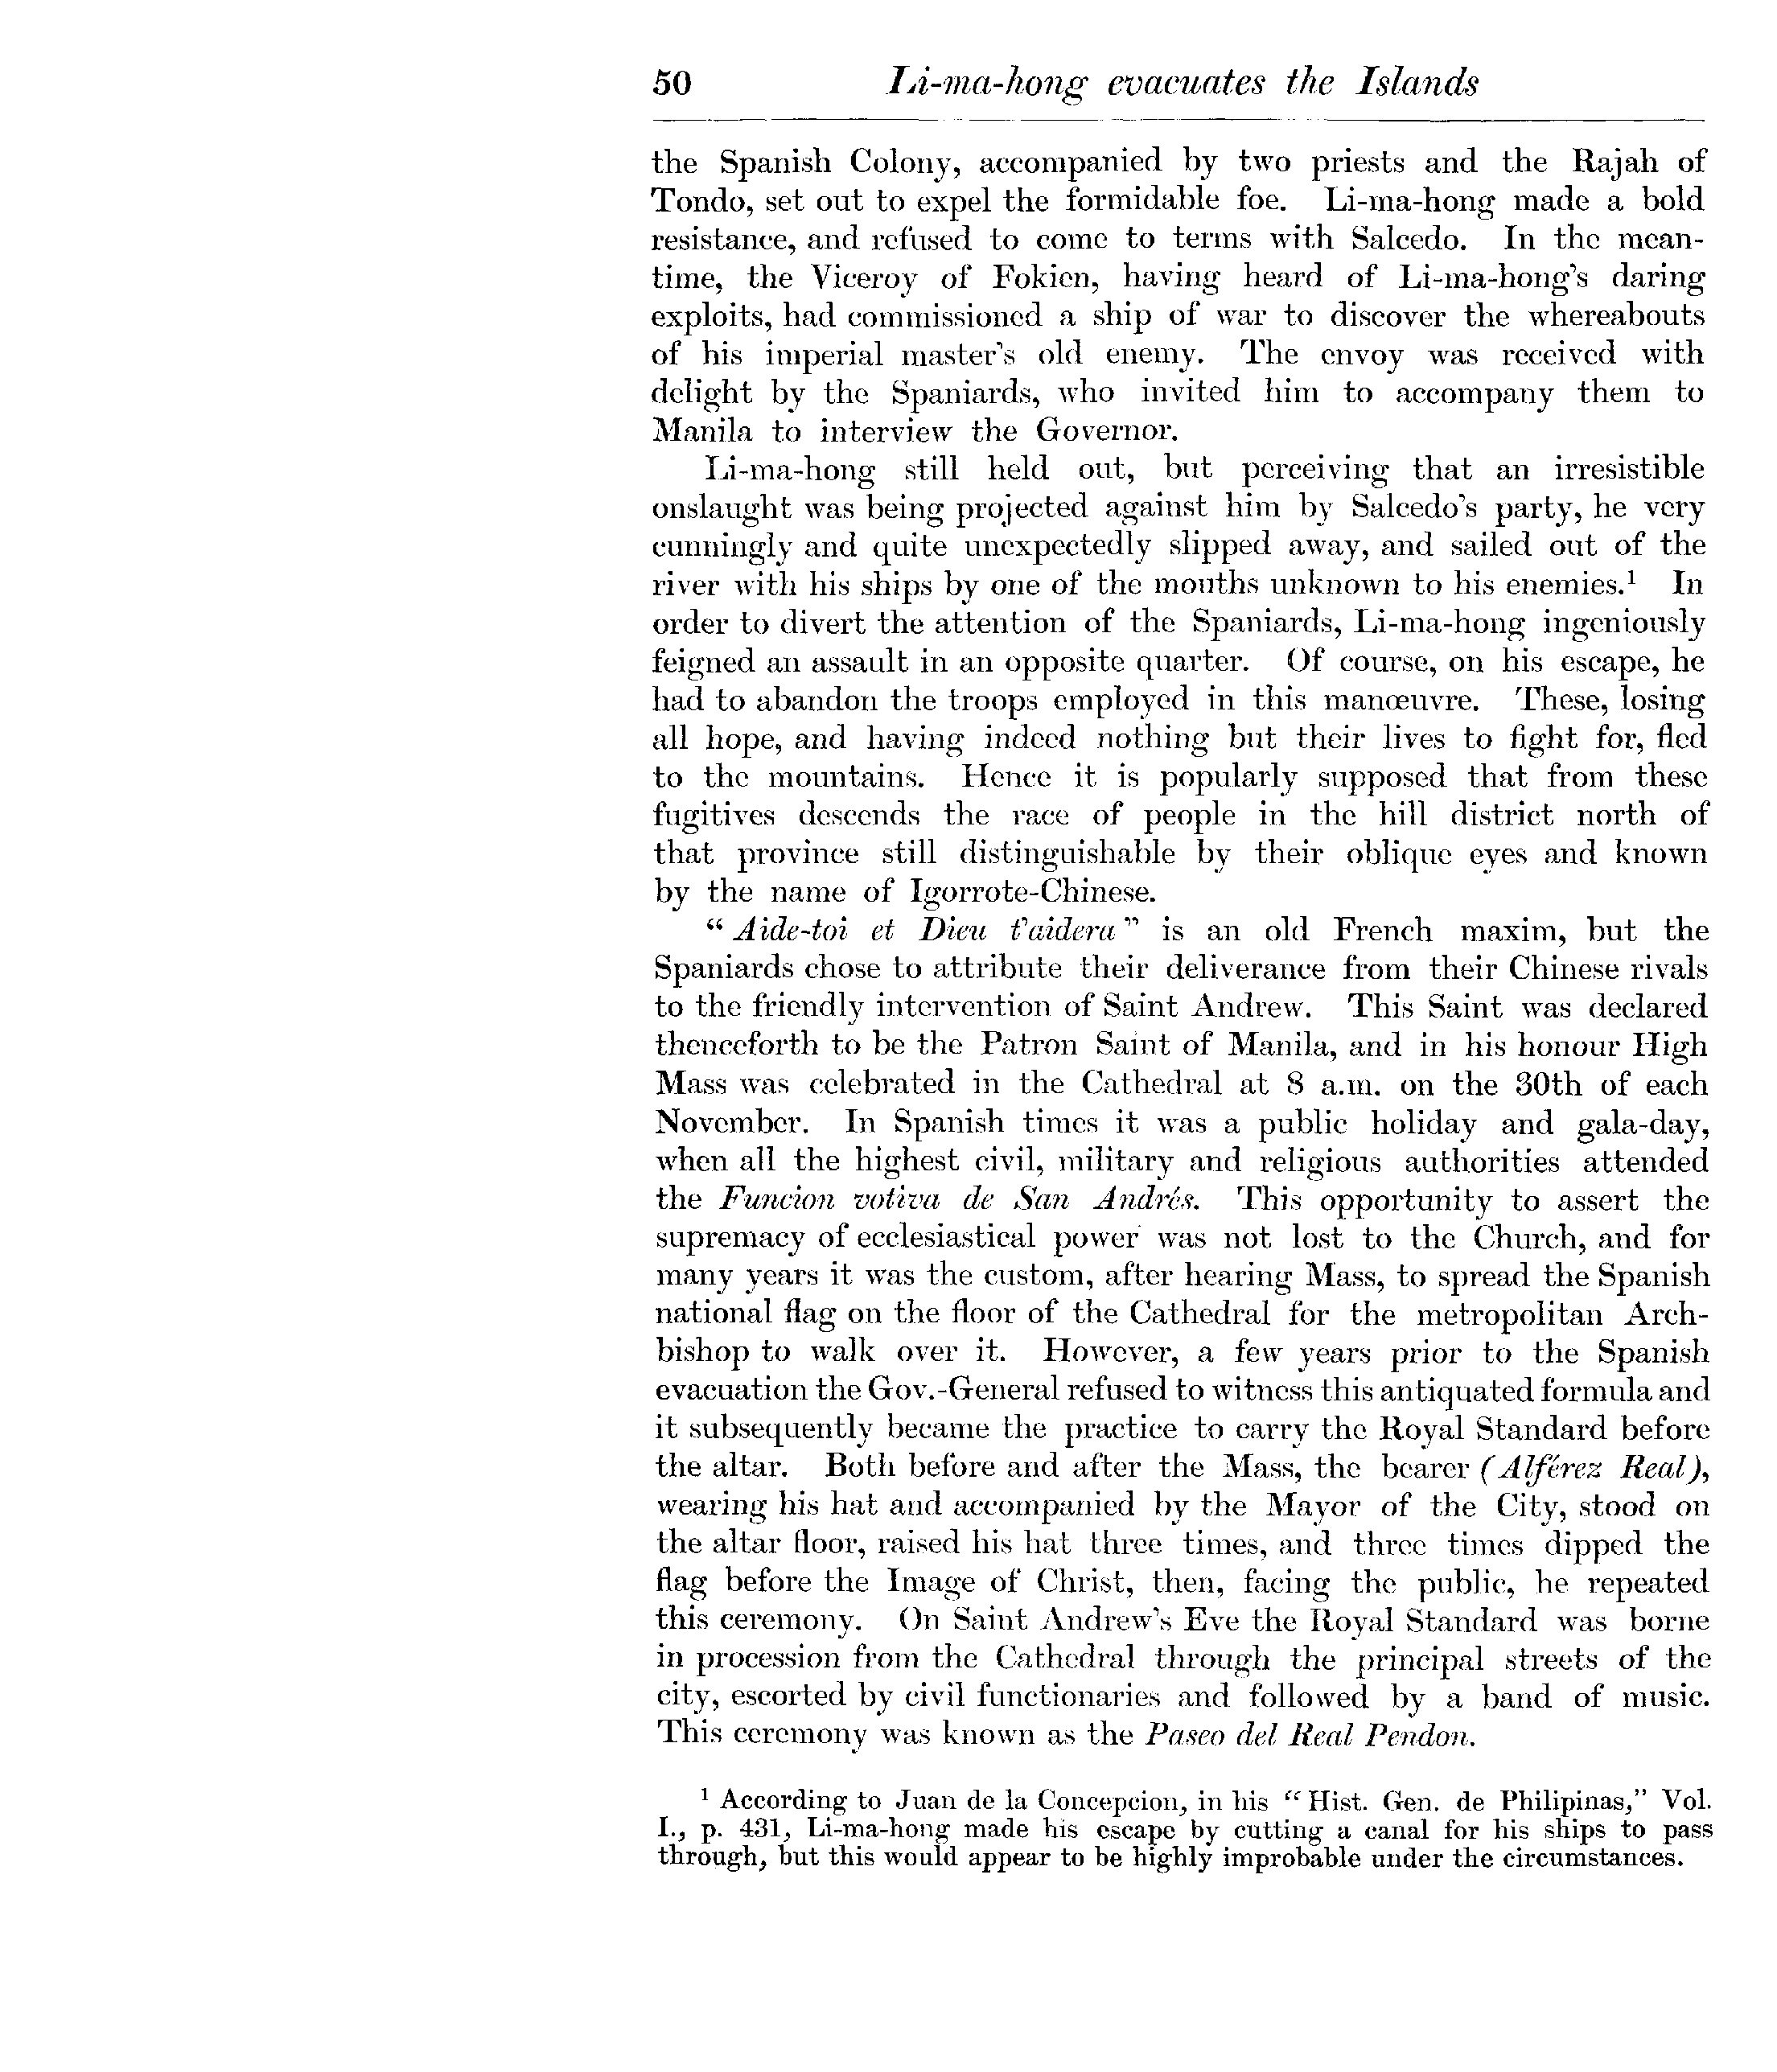 50 Li-ma-hong evacuates the Islands
the Spanish Colony, accompanied by two priests and the Rajah of
Tondo, set out to expel the formidable foe. Li-ma-hong made a bold
resistance, and refused to come to terms with Salcedo. In the mean-
time, the Viceroy of Fokien, having heard of Li-ma-hong's daring
exploits, had commissioned a ship of war to discover the whereabouts
of his imperial master's old enemy. The envoy was received with
delight by the Spaniards, who invited him to accompany them to
Manila to interview the Governor.
Li-ma-hong still held out, but perceiving that an irresistible
onslaught was being projected against him by Salcedo's party, he very
cunningly and quite unexpectedly slipped away, and sailed out of the
river with his ships by one of the mouths unknown to his enemies.¹ In
order to divert the attention of the Spaniards, Li-ma-hong ingeniously
feigned an assault in an opposite quarter. Of course, on his escape, he
had to abandon the troops employed in this manœuvre. These, losing
all hope, and having indeed nothing but their lives to fight for, fled
to the mountains. Hence it is popularly supposed that from these
fugitives descends the race of people in the hill district north of
that province still distinguishable by their oblique eyes and known
by the name of Igorrote-Chinese.
"Aide-toi et Dieu t'aidera" is an old French maxim, but the
Spaniards chose to attribute their deliverance from their Chinese rivals
to the friendly intervention of Saint Andrew. This Saint was declared
thenceforth to be the Patron Saint of Manila, and in his honour High
Mass was celebrated in the Cathedral at 8 a.m. on the 30th of each
November. In Spanish times it was a public holiday and gala-day,
when all the highest civil, military and religious authorities attended
the Funcion votiva de San Andrés. This opportunity to assert the
supremacy of ecclesiastical power was not lost to the Church, and for
many years it was the custom, after hearing Mass, to spread the Spanish
national flag on the floor of the Cathedral for the metropolitan Arch-
bishop to walk over it. However, a few years prior to the Spanish
evacuation the Gov.-General refused to witness this antiquated formula and
it subsequently became the practice to carry the Royal Standard before
the altar. Both before and after the Mass, the bearer (Alférez Real),
wearing his hat and accompanied by the Mayor of the City, stood on
the altar floor, raised his hat three times, and three times dipped the
flag before the Image of Christ, then, facing the public, he repeated
this ceremony. On Saint Andrew's Eve the Royal Standard was borne
in procession from the Cathedral through the principal streets of the
city, escorted by civil functionaries and followed by a band of music.
This ceremony was known as the Paseo del Real Pendon.
¹ According to Juan de la Concepcion, in his "Hist. Gen. de Philipinas," Vol.
I., p. 431, Li-ma-hong made his escape by cutting a canal for his ships to pass
through, but this would appear to be highly improbable under the circumstances.